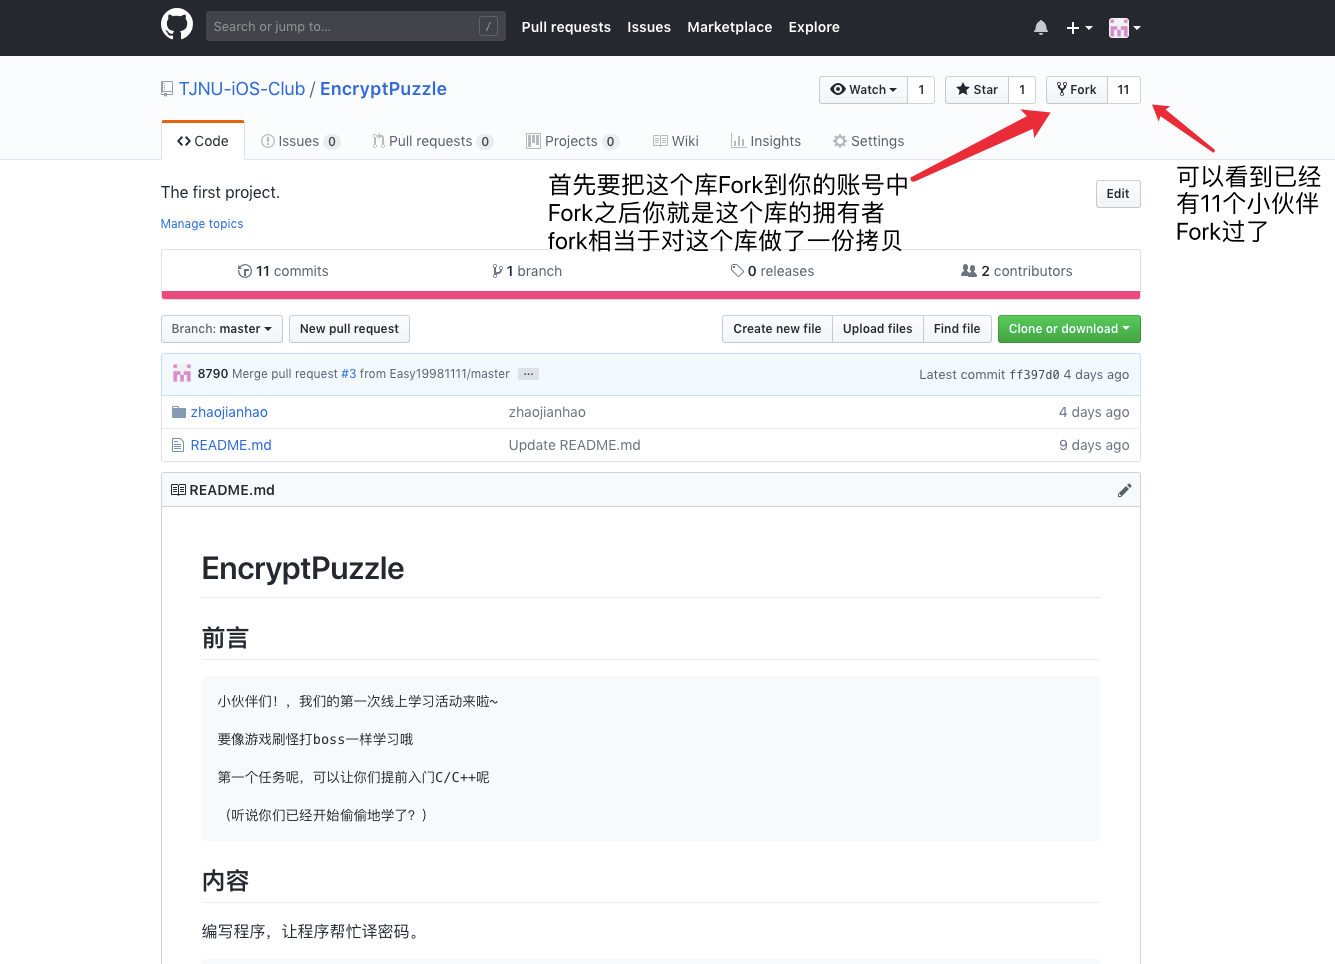 Search or jump to...
/
Pull requests
Issues
Marketplace
Explore
TJNU-iOS-Club / EncryptPuzzle
Watch
1
Star
1
Fork
11
Code
Issues 0
Pull requests 0
Projects 0
Wiki
Insights
Settings
首先要把这个库Fork到你的账号中
Fork之后你就是这个库的拥有者
fork相当于对这个库做了一份拷贝
可以看到已经
有11个小伙伴
Fork过了
The first project.
Edit
Manage topics
11 commits
1 branch
0 releases
2 contributors
Branch: master
New pull request
Create new file
Upload files
Find file
Clone or download
8790 Merge pull request #3 from Easy19981111/master ...
Latest commit ff397d0 4 days ago
zhaojianhao
zhaojianhao
4 days ago
README.md
Update README.md
9 days ago
README.md
EncryptPuzzle
前言
小伙伴们！，我们的第一次线上学习活动来啦~
要像游戏刷怪打boss一样学习哦
第一个任务呢，可以让你们提前入门C/C++呢
（听说你们已经开始偷偷地学了？）
内容
编写程序，让程序帮忙译密码。